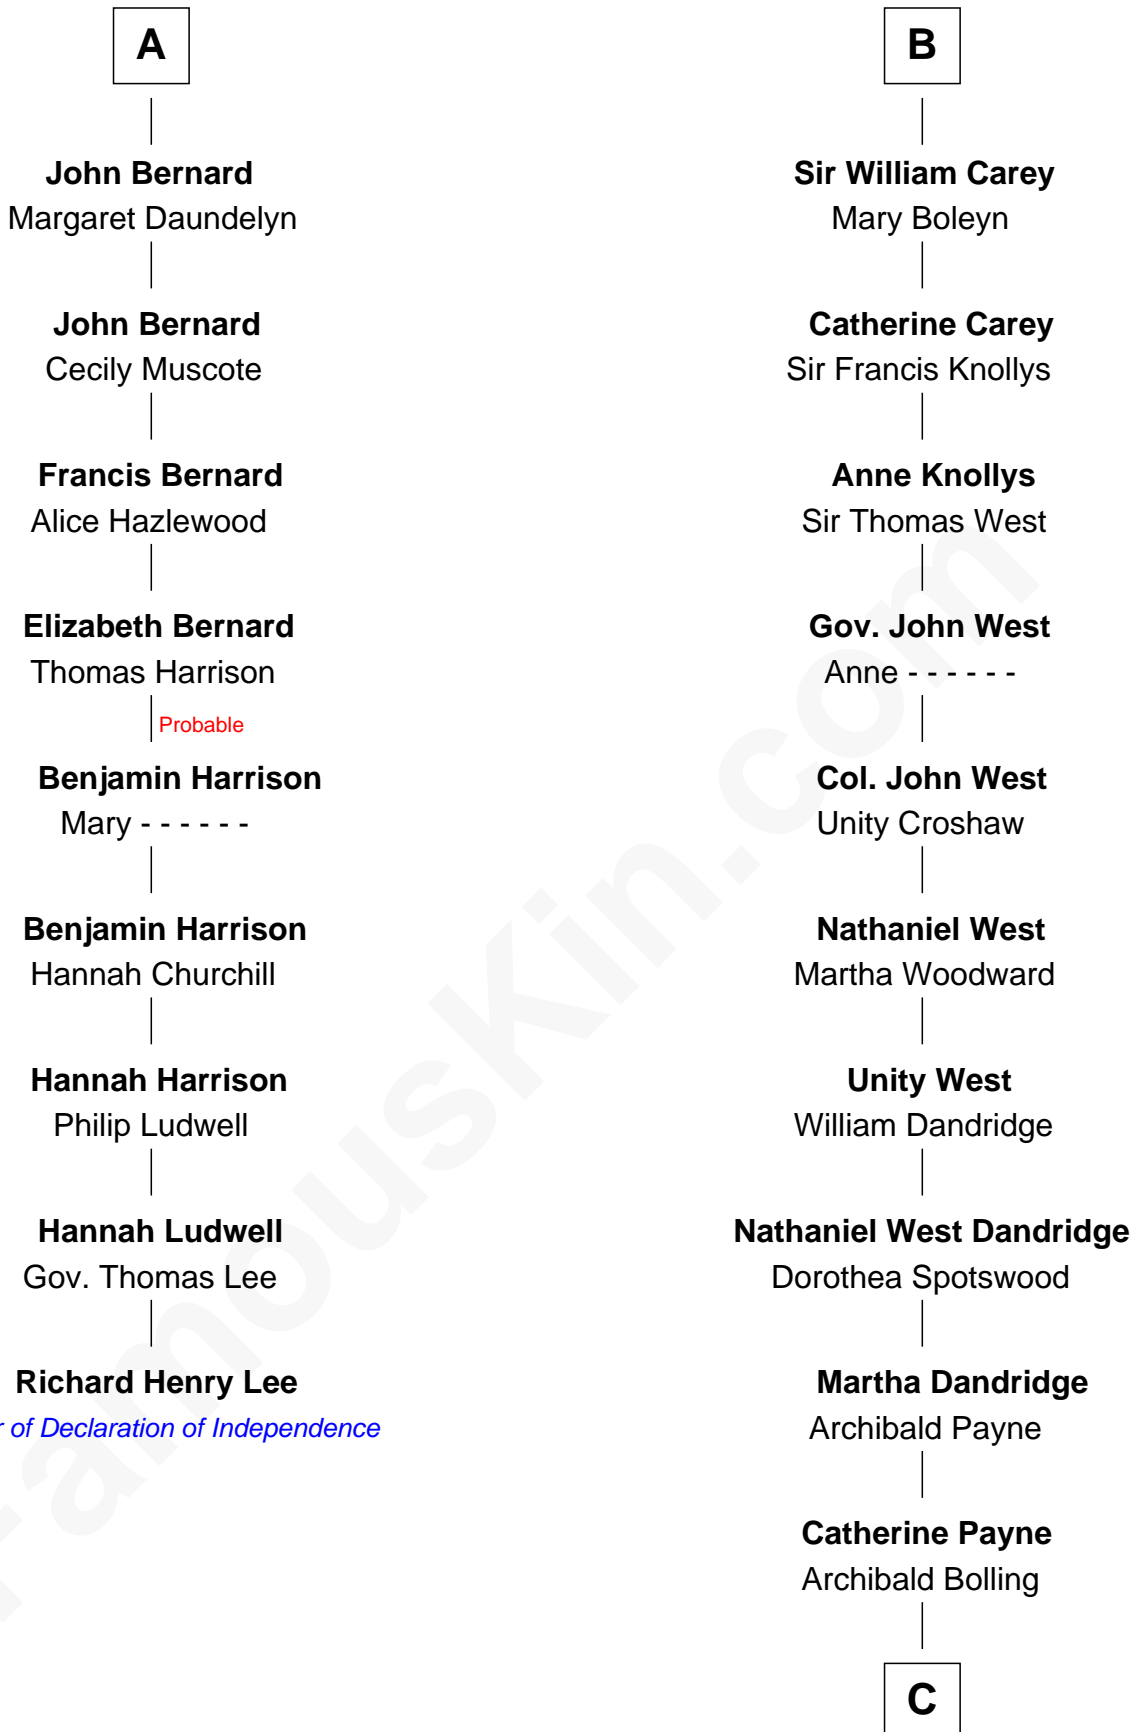 A
John Bernard
Margaret Daundelyn
John Bernard
Cecily Muscote
Francis Bernard
Alice Hazlewood
Elizabeth Bernard
Thomas Harrison
Probable
Benjamin Harrison
Mary - - - - - -
Benjamin Harrison
Hannah Churchill
Hannah Harrison
Philip Ludwell
Hannah Ludwell
Gov. Thomas Lee
Richard Henry Lee
of Declaration of Independence
B
Sir William Carey
Mary Boleyn
Catherine Carey
Sir Francis Knollys
Anne Knollys
Sir Thomas West
Gov. John West
Anne - - - - - -
Col. John West
Unity Croshaw
Nathaniel West
Martha Woodward
Unity West
William Dandridge
Nathaniel West Dandridge
Dorothea Spotswood
Martha Dandridge
Archibald Payne
Catherine Payne
Archibald Bolling
C
FamousKin.com